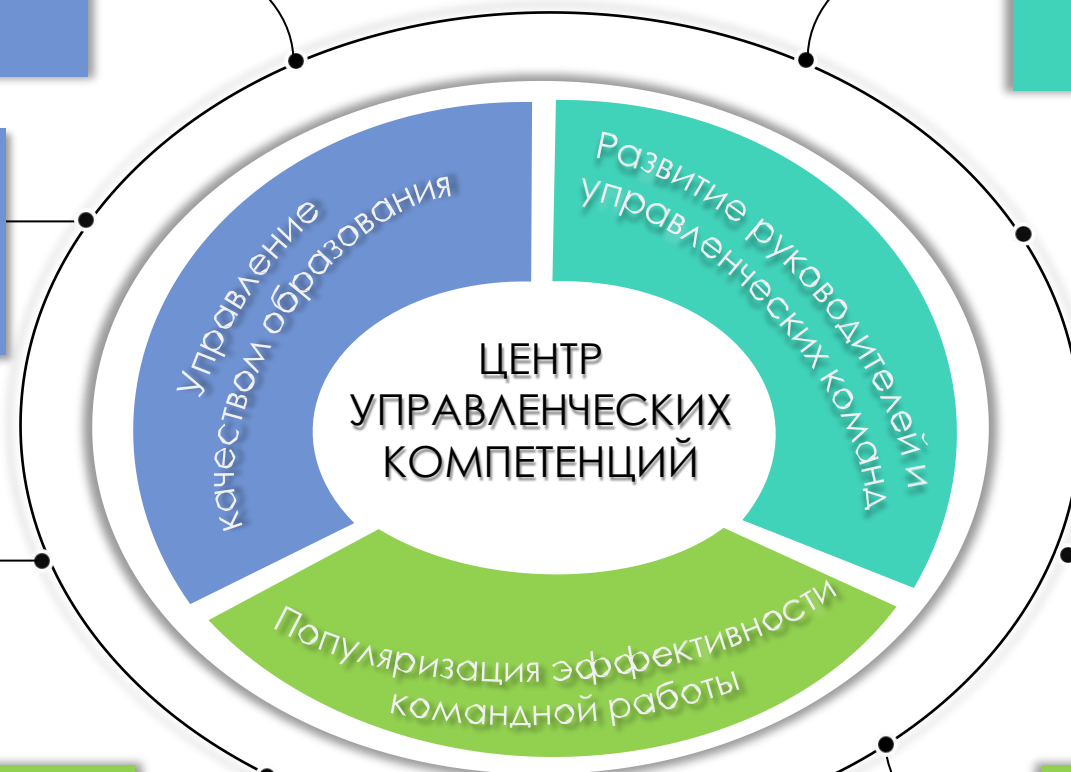 Управление
качеством образования
Развитие руководителей и
управленческих команд
ЦЕНТР
УПРАВЛЕНЧЕСКИХ
КОМПЕТЕНЦИЙ
Популяризация эффективности
командной работы